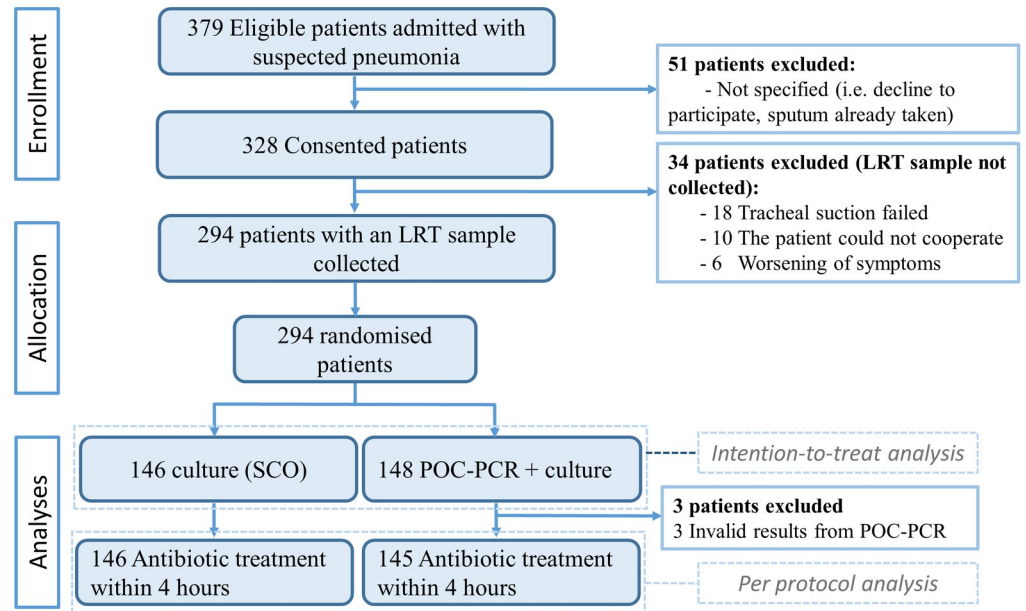 Enrollment
379 Eligible patients admitted with
suspected pneumonia
51 patients excluded:
- Not specified (i.e. decline to
participate, sputum already taken)
328 Consented patients
34 patients excluded (LRT sample not
collected):
- 18 Tracheal suction failed
- 10 The patient could not cooperate
- 6 Worsening of symptoms
Allocation
294 patients with an LRT sample
collected
294 randomised
patients
Analyses
146 culture (SCO)
148 POC-PCR + culture
Intention-to-treat analysis
3 patients excluded
3 Invalid results from POC-PCR
146 Antibiotic treatment
within 4 hours
145 Antibiotic treatment
within 4 hours
Per protocol analysis